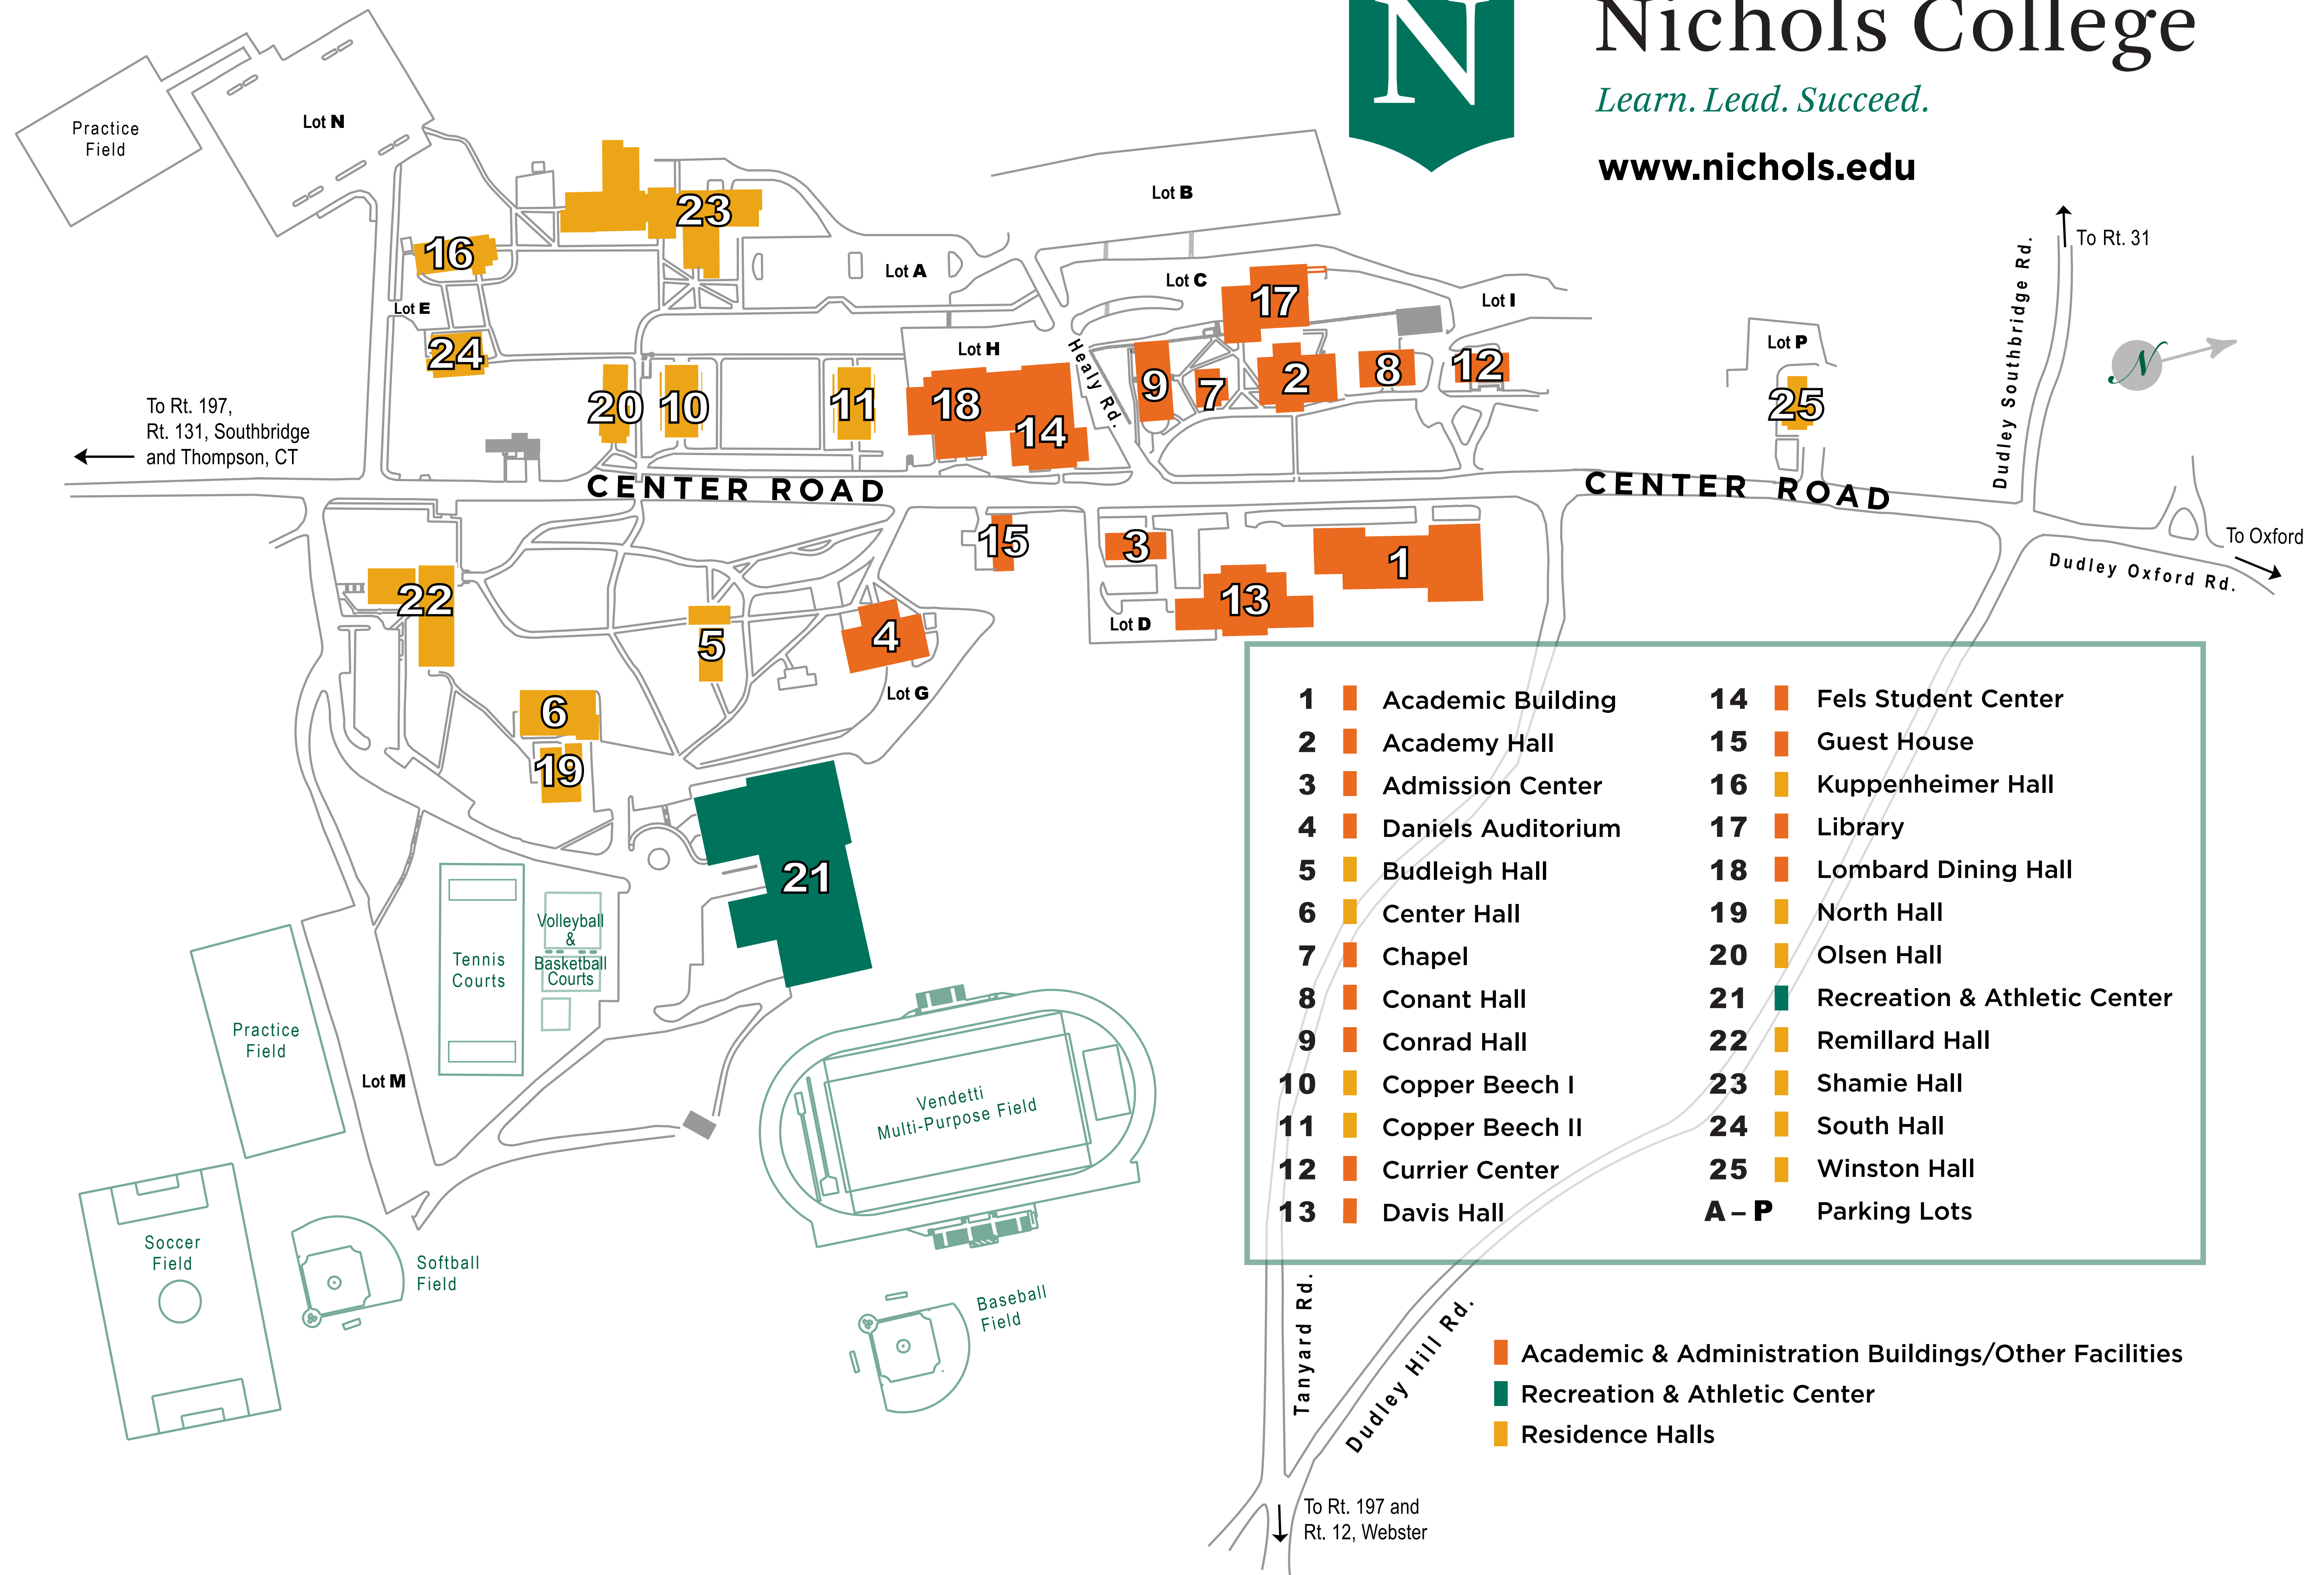 N
Nichols College
Learn. Lead. Succeed.
www.nichols.edu
Practice
Field
Lot N
Lot B
23
16
Lot A
Lot C
17
Lot I
Lot E
To Rt. 31
Dudley Southbridge Rd.
Lot P
N
24
Lot H
Healy Rd.
9
7
2
8
12
25
20
10
11
18
14
To Rt. 197,
Rt. 131, Southbridge
and Thompson, CT
CENTER ROAD
CENTER ROAD
To Oxford
Dudley Oxford Rd.
15
3
1
22
13
5
4
Lot D
Lot G
6
19
21
Volleyball
&
Basketball
Courts
Tennis
Courts
Practice
Field
Lot M
Vendetti
Multi-Purpose Field
Soccer
Field
Softball
Field
Baseball
Field
1 Academic Building
2 Academy Hall
3 Admission Center
4 Daniels Auditorium
5 Budleigh Hall
6 Center Hall
7 Chapel
8 Conant Hall
9 Conrad Hall
10 Copper Beech I
11 Copper Beech II
12 Currier Center
13 Davis Hall
14 Fels Student Center
15 Guest House
16 Kuppenheimer Hall
17 Library
18 Lombard Dining Hall
19 North Hall
20 Olsen Hall
21 Recreation & Athletic Center
22 Remillard Hall
23 Shamie Hall
24 South Hall
25 Winston Hall
A – P Parking Lots
Tanyard Rd.
Dudley Hill Rd.
Academic & Administration Buildings/Other Facilities
Recreation & Athletic Center
Residence Halls
To Rt. 197 and
Rt. 12, Webster